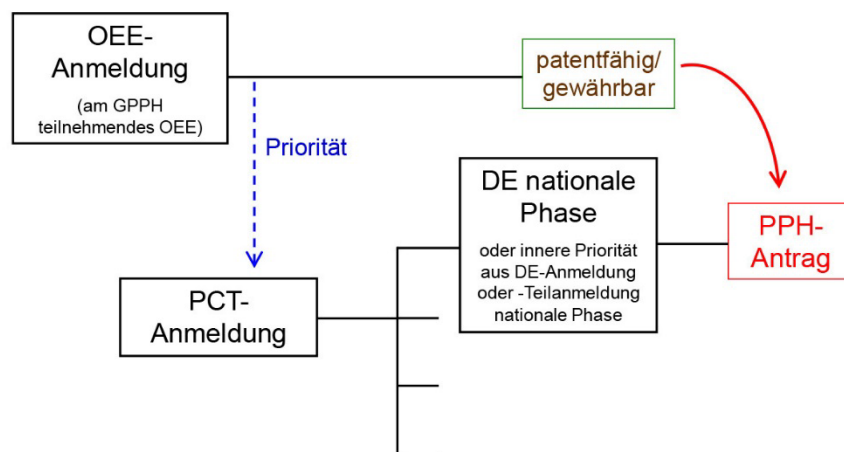 OEE-
Anmeldung
(am GPPH
teilnehmendes OEE)
patentfähig/
gewährbar
Priorität
DE nationale
Phase
oder innere Priorität
aus DE-Anmeldung
oder -Teilanmeldung
nationale Phase
PPH-
Antrag
PCT-
Anmeldung